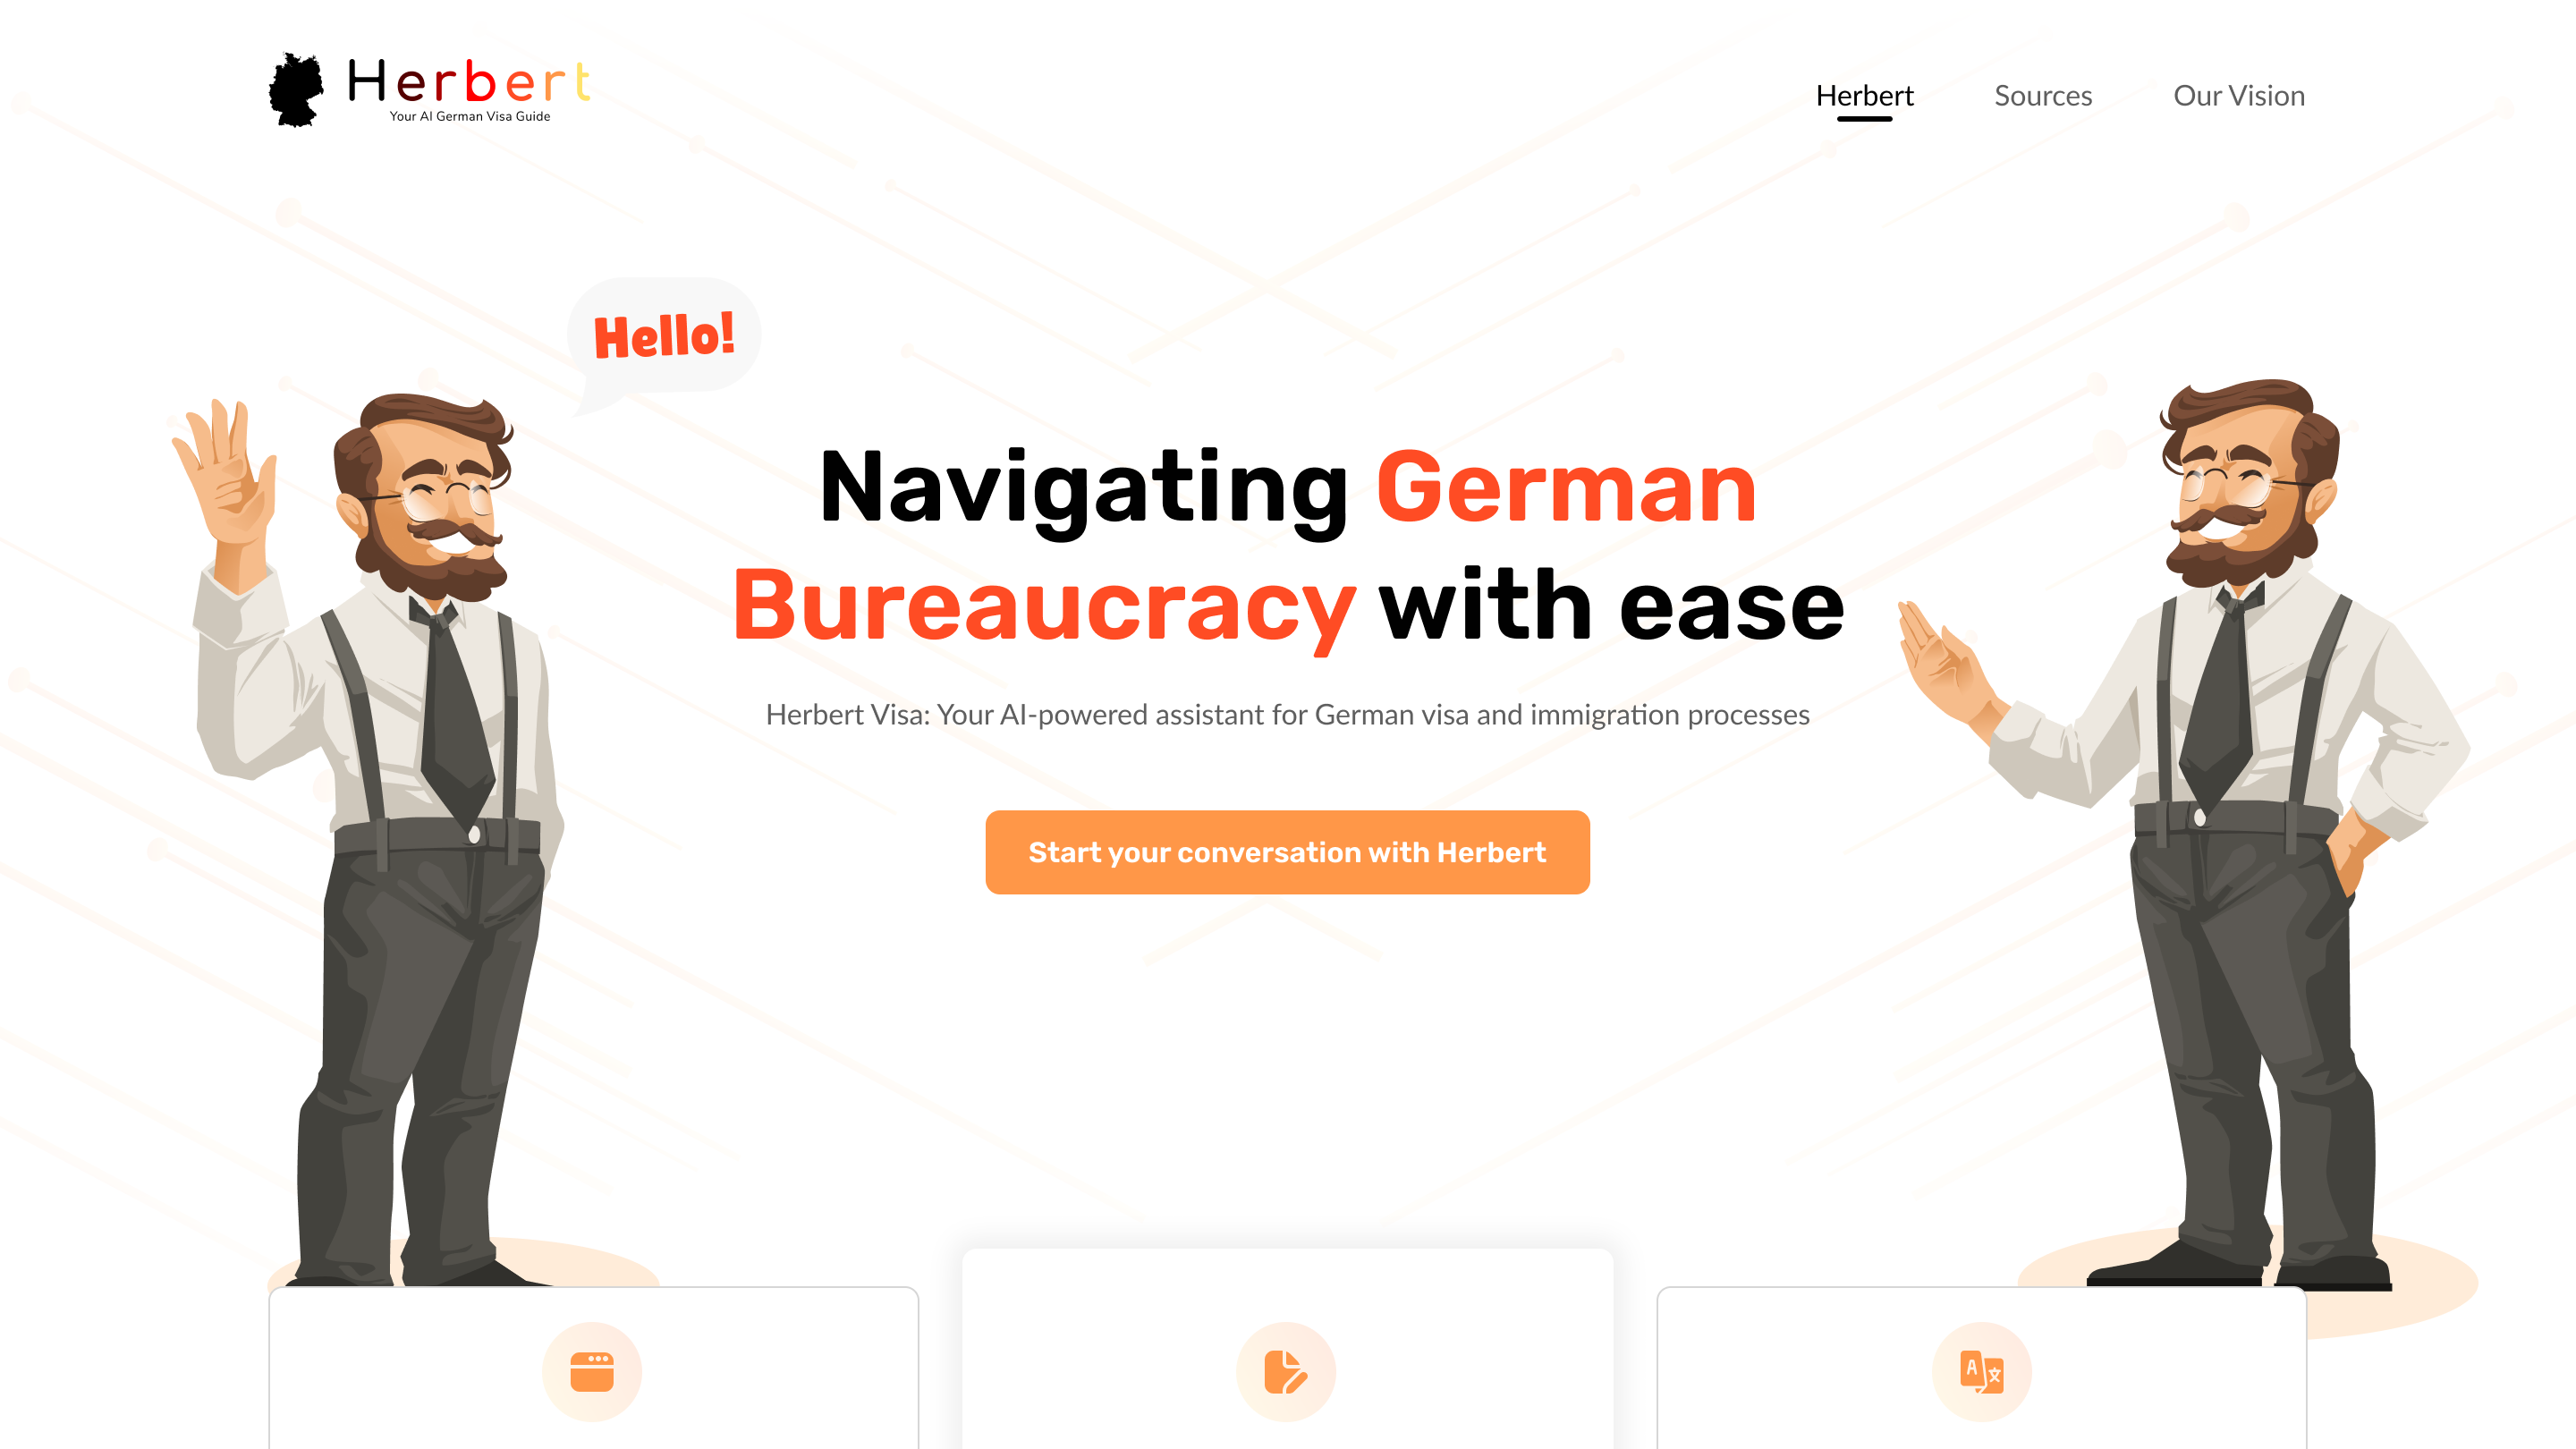 Herbert
Your AI German Visa Guide
Herbert
Sources
Our Vision
Hello!
Navigating German
Bureaucracy with ease
Herbert Visa: Your AI-powered assistant for German visa and immigration processes
Start your conversation with Herbert
A 文